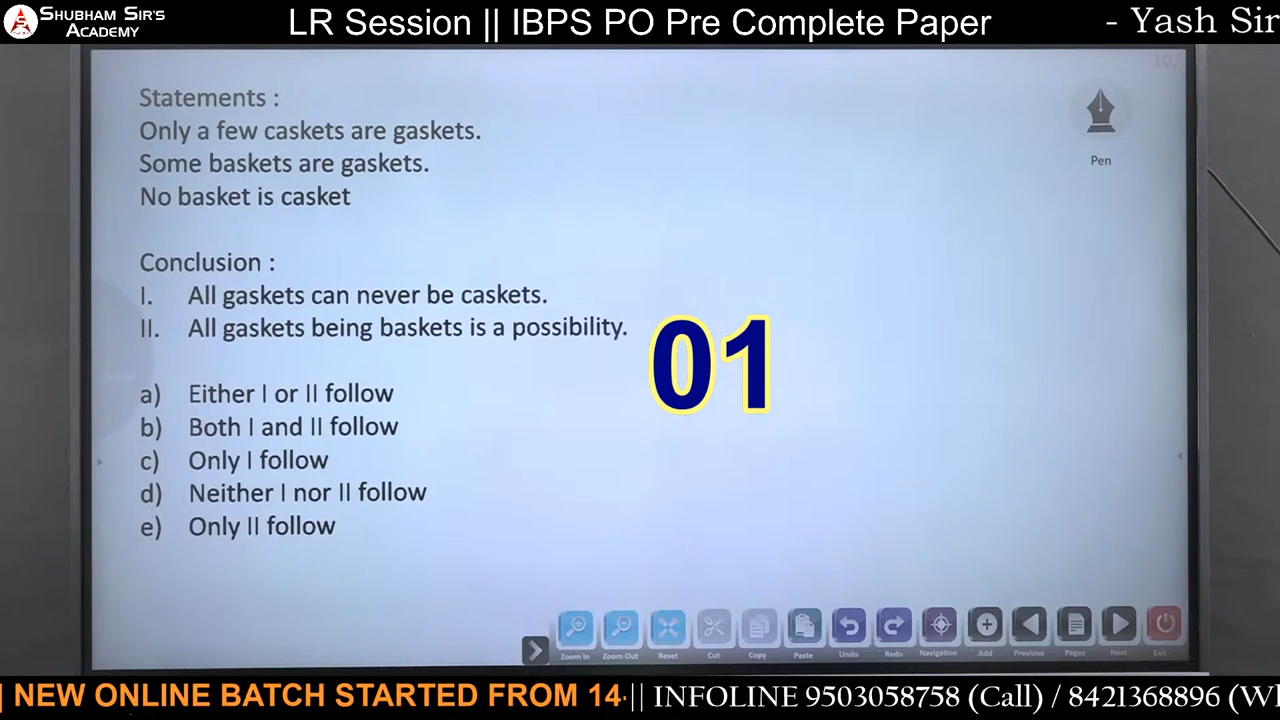 SHUBHAM SIR'S
ACADEMY
LR Session || IBPS PO Pre Complete Paper
- Yash Sir
Statements :
Only a few caskets are gaskets.
Some baskets are gaskets.
No basket is casket
Pen
Conclusion :
I. All gaskets can never be caskets.
II. All gaskets being baskets is a possibility.
01
a) Either I or II follow
b) Both I and II follow
c) Only I follow
d) Neither I nor II follow
e) Only II follow
Zoom In Zoom Out Reset Cut Copy Paste Undo Redo Navigation Add Previous Pages Next Exit
NEW ONLINE BATCH STARTED FROM 14
|| INFOLINE 9503058758 (Call) / 8421368896 (W